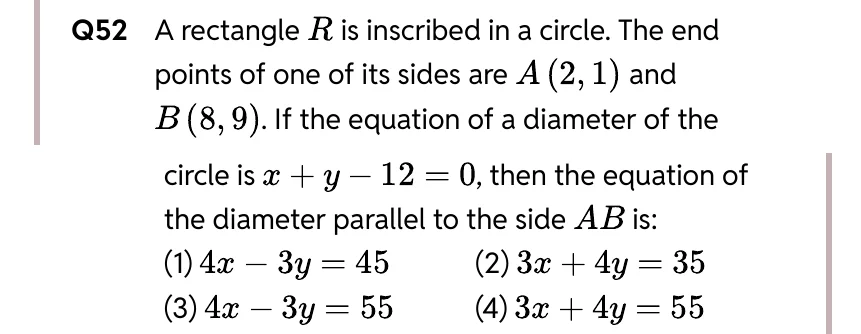 Q52 A rectangle R is inscribed in a circle. The end
points of one of its sides are A (2, 1) and
B (8, 9). If the equation of a diameter of the
circle is x + y − 12 = 0, then the equation of
the diameter parallel to the side AB is:
(1) 4x − 3y = 45 (2) 3x + 4y = 35
(3) 4x − 3y = 55 (4) 3x + 4y = 55